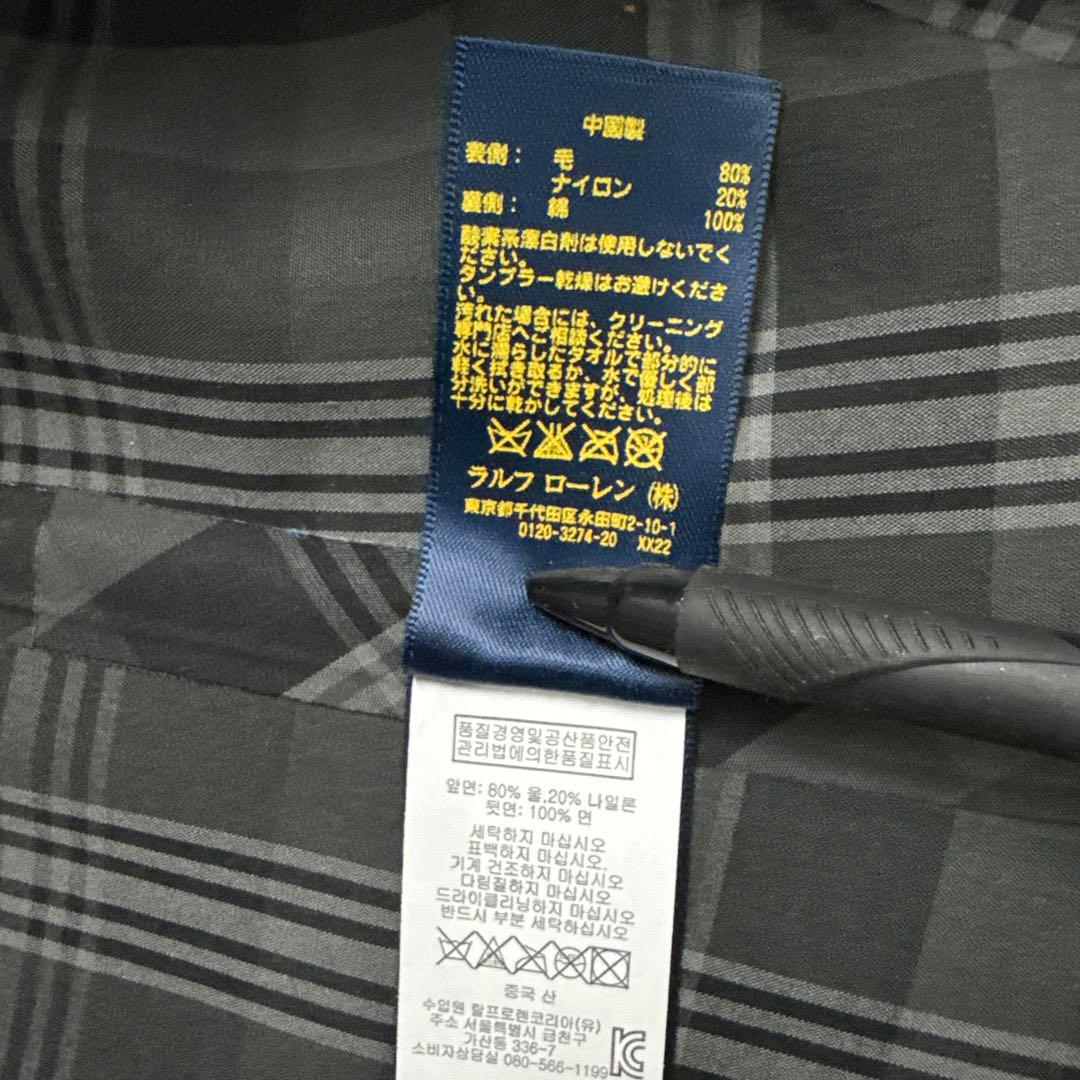 中國製
表側: 毛 80%
ナイロン 20%
裏側: 綿 100%
酸素系漂白剤は使用しないでく
ださい。
タンブラー乾燥はお避けくださ
い。
汚れた場合には、クリーニング
専門店へご相談ください。
水に濡らしたタオルで部分的に
軽く拭き取るか、水で優しく部
分洗いができますが、処理後は
十分に乾かしてください。
ラルフ ローレン (株)
東京都千代田区永田町2-10-1
0120-3274-20 XX22
품질경영및공산품안전
관리법에의한품질표시
앞면: 80% 울.20% 나일론
뒷면: 100% 면
세탁하지 마십시오
표백하지 마십시오.
기계 건조하지 마십시오
다림질하지 마십시오
드라이클리닝하지 마십시오
반드시 부분 세탁하십시오
중국 산
수입원 랄프로렌코리아(유)
주소 서울특별시 금천구
가산동 336-7
소비자상담실 080-566-1199